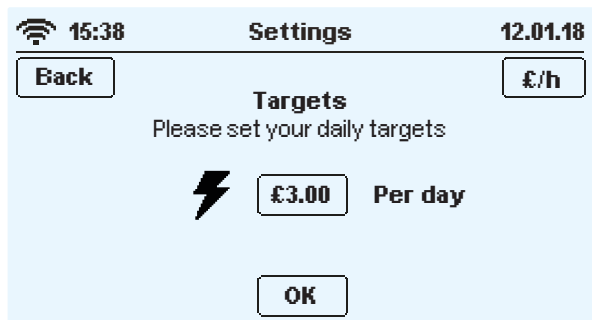 15:38 Settings 12.01.18
Back £/h
Targets
Please set your daily targets
£3.00 Per day
OK